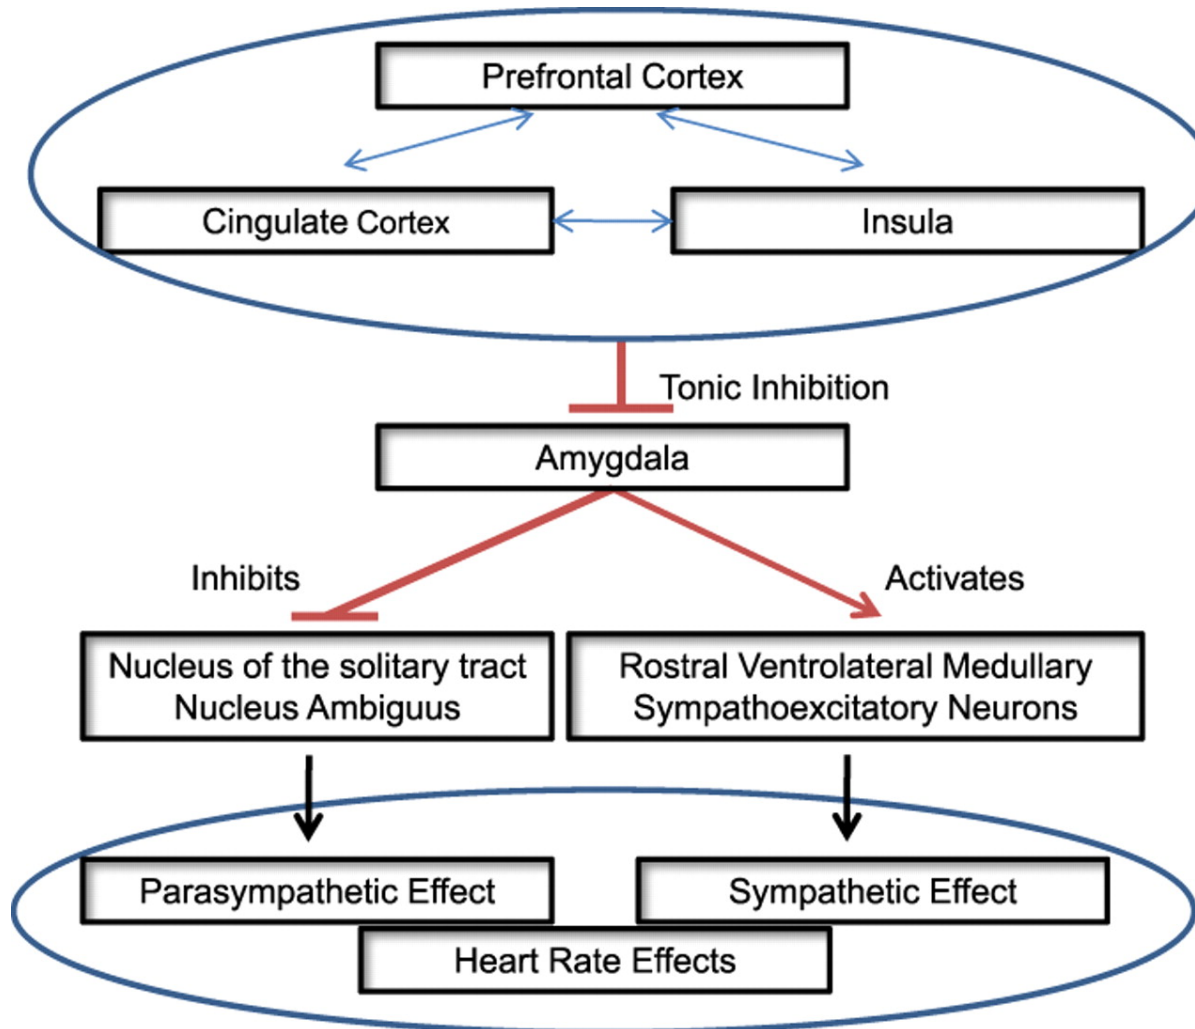 Prefrontal Cortex
Cingulate Cortex
Insula
Tonic Inhibition
Amygdala
Inhibits
Activates
Nucleus of the solitary tract
Nucleus Ambiguus
Rostral Ventrolateral Medullary
Sympathoexcitatory Neurons
Parasympathetic Effect
Sympathetic Effect
Heart Rate Effects